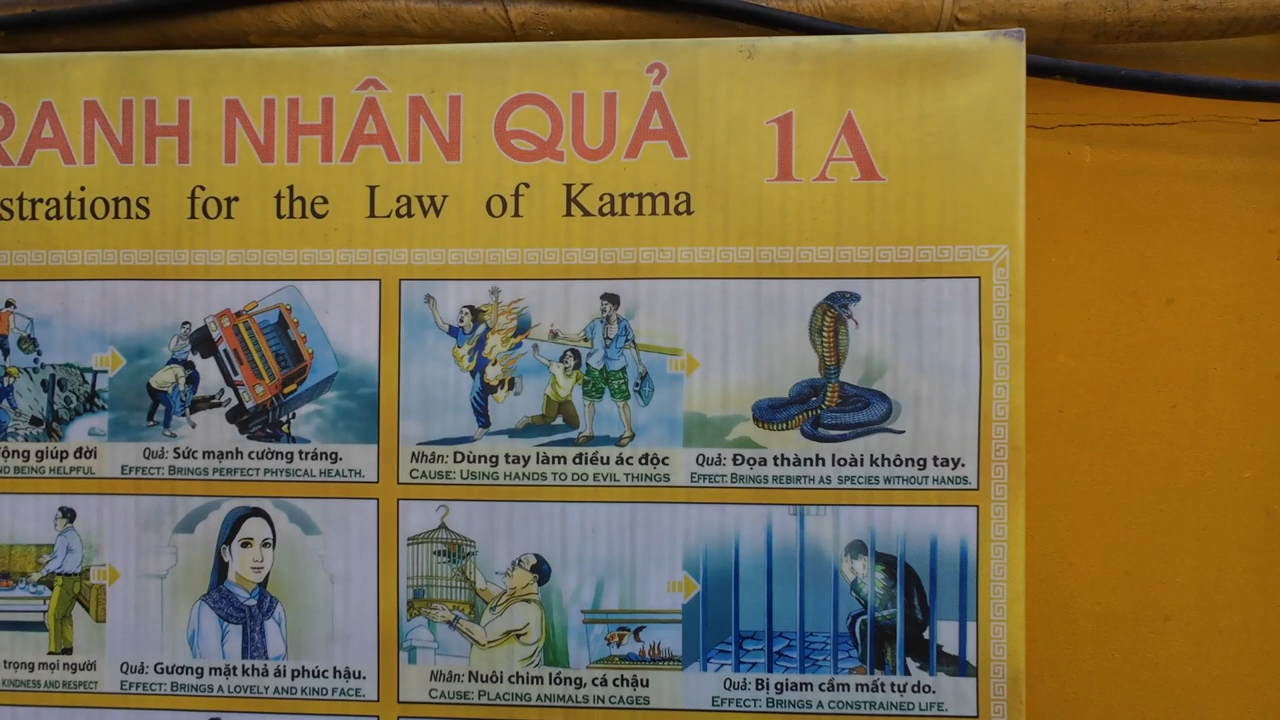 RANH NHÂN QUẢ 1A
strations for the Law of Karma
động giúp đời
ND BEING HELPFUL
Quả: Sức mạnh cường tráng.
EFFECT: BRINGS PERFECT PHYSICAL HEALTH.
Nhân: Dùng tay làm điều ác độc
CAUSE: USING HANDS TO DO EVIL THINGS
Quả: Đọa thành loài không tay.
EFFECT: BRINGS REBIRTH AS SPECIES WITHOUT HANDS.
trọng mọi người
KINDNESS AND RESPECT
Quả: Gương mặt khả ái phúc hậu.
EFFECT: BRINGS A LOVELY AND KIND FACE.
Nhân: Nuôi chim lồng, cá chậu
CAUSE: PLACING ANIMALS IN CAGES
Quả: Bị giam cầm mất tự do.
EFFECT: BRINGS A CONSTRAINED LIFE.